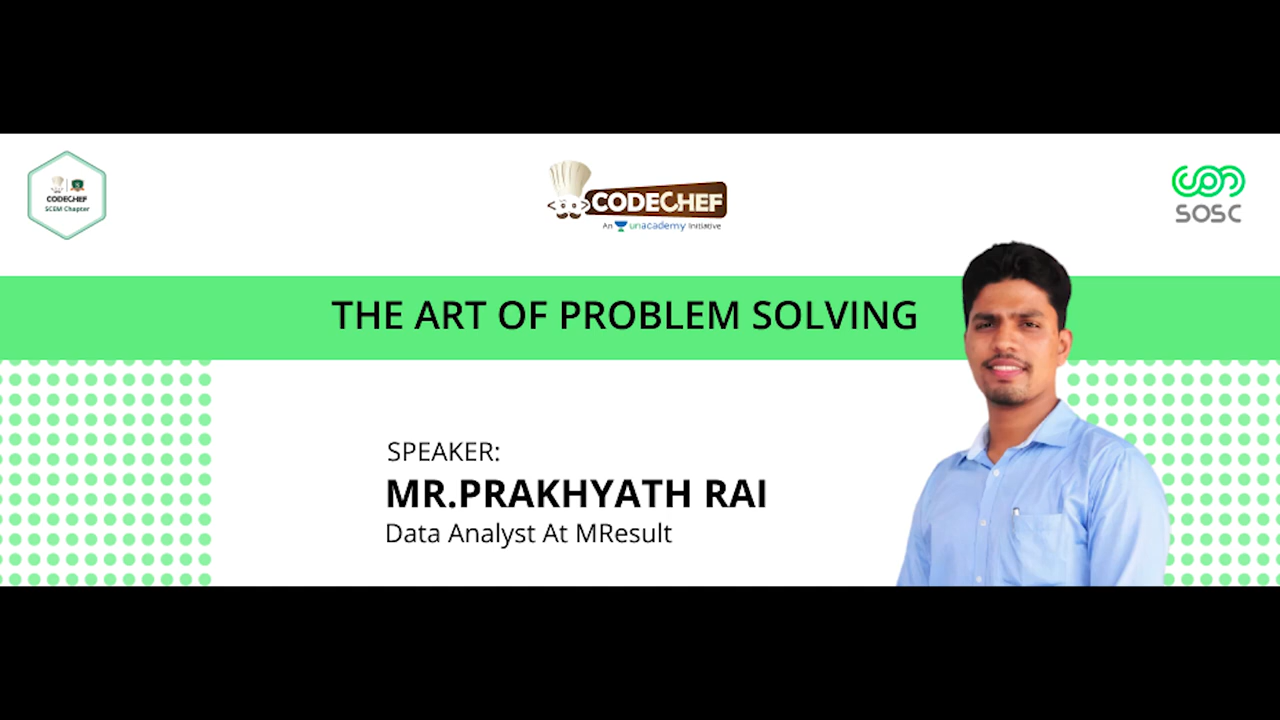 CODECHEF
SCEM Chapter
CODECHEF
An unacademy Initiative
SOSC
THE ART OF PROBLEM SOLVING
SPEAKER:
MR.PRAKHYATH RAI
Data Analyst At MResult